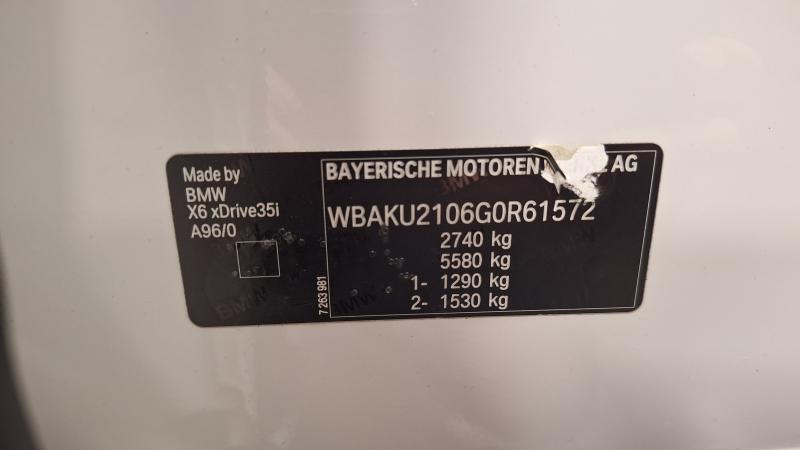 Made by
BMW
X6 xDrive35i
A96/0
7 263 981
BAYERISCHE MOTOREN AG
WBAKU2106G0R61572
2740 kg
5580 kg
1- 1290 kg
2- 1530 kg